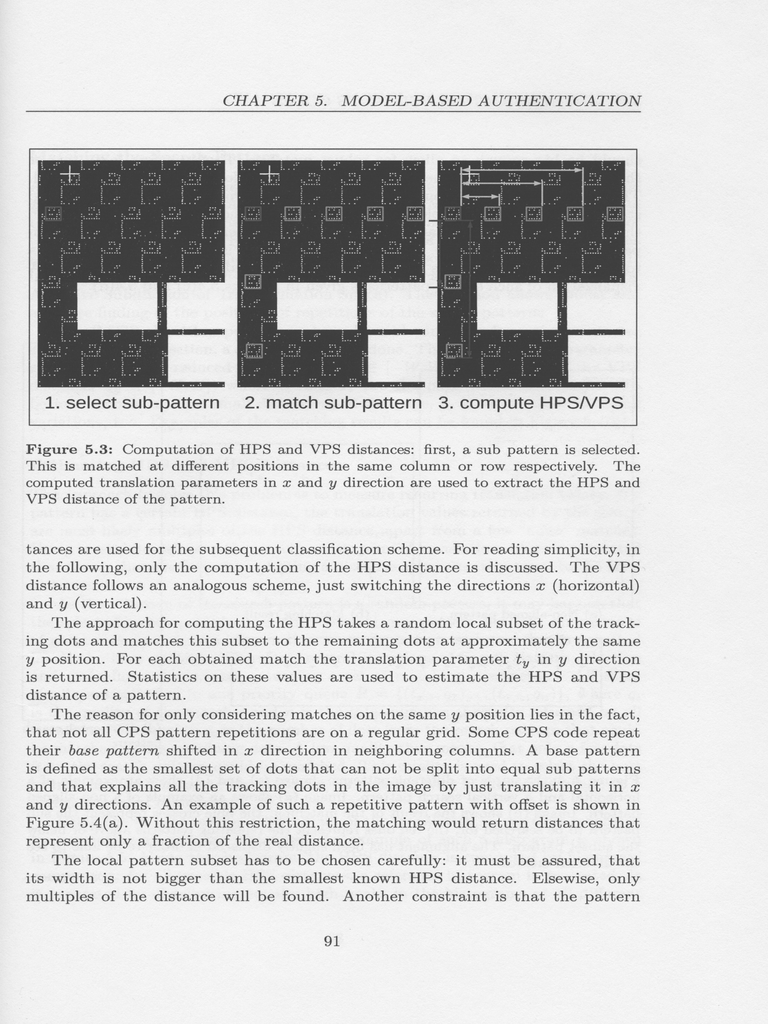 CHAPTER 5. MODEL-BASED AUTHENTICATION
1. select sub-pattern
2. match sub-pattern
3. compute HPS/VPS
Figure 5.3: Computation of HPS and VPS distances: first, a sub pattern is selected.
This is matched at different positions in the same column or row respectively. The
computed translation parameters in x and y direction are used to extract the HPS and
VPS distance of the pattern.
tances are used for the subsequent classification scheme. For reading simplicity, in
the following, only the computation of the HPS distance is discussed. The VPS
distance follows an analogous scheme, just switching the directions x (horizontal)
and y (vertical).
The approach for computing the HPS takes a random local subset of the track-
ing dots and matches this subset to the remaining dots at approximately the same
y position. For each obtained match the translation parameter ty in y direction
is returned. Statistics on these values are used to estimate the HPS and VPS
distance of a pattern.
The reason for only considering matches on the same y position lies in the fact,
that not all CPS pattern repetitions are on a regular grid. Some CPS code repeat
their base pattern shifted in x direction in neighboring columns. A base pattern
is defined as the smallest set of dots that can not be split into equal sub patterns
and that explains all the tracking dots in the image by just translating it in x
and y directions. An example of such a repetitive pattern with offset is shown in
Figure 5.4(a). Without this restriction, the matching would return distances that
represent only a fraction of the real distance.
The local pattern subset has to be chosen carefully: it must be assured, that
its width is not bigger than the smallest known HPS distance. Elsewise, only
multiples of the distance will be found. Another constraint is that the pattern
91